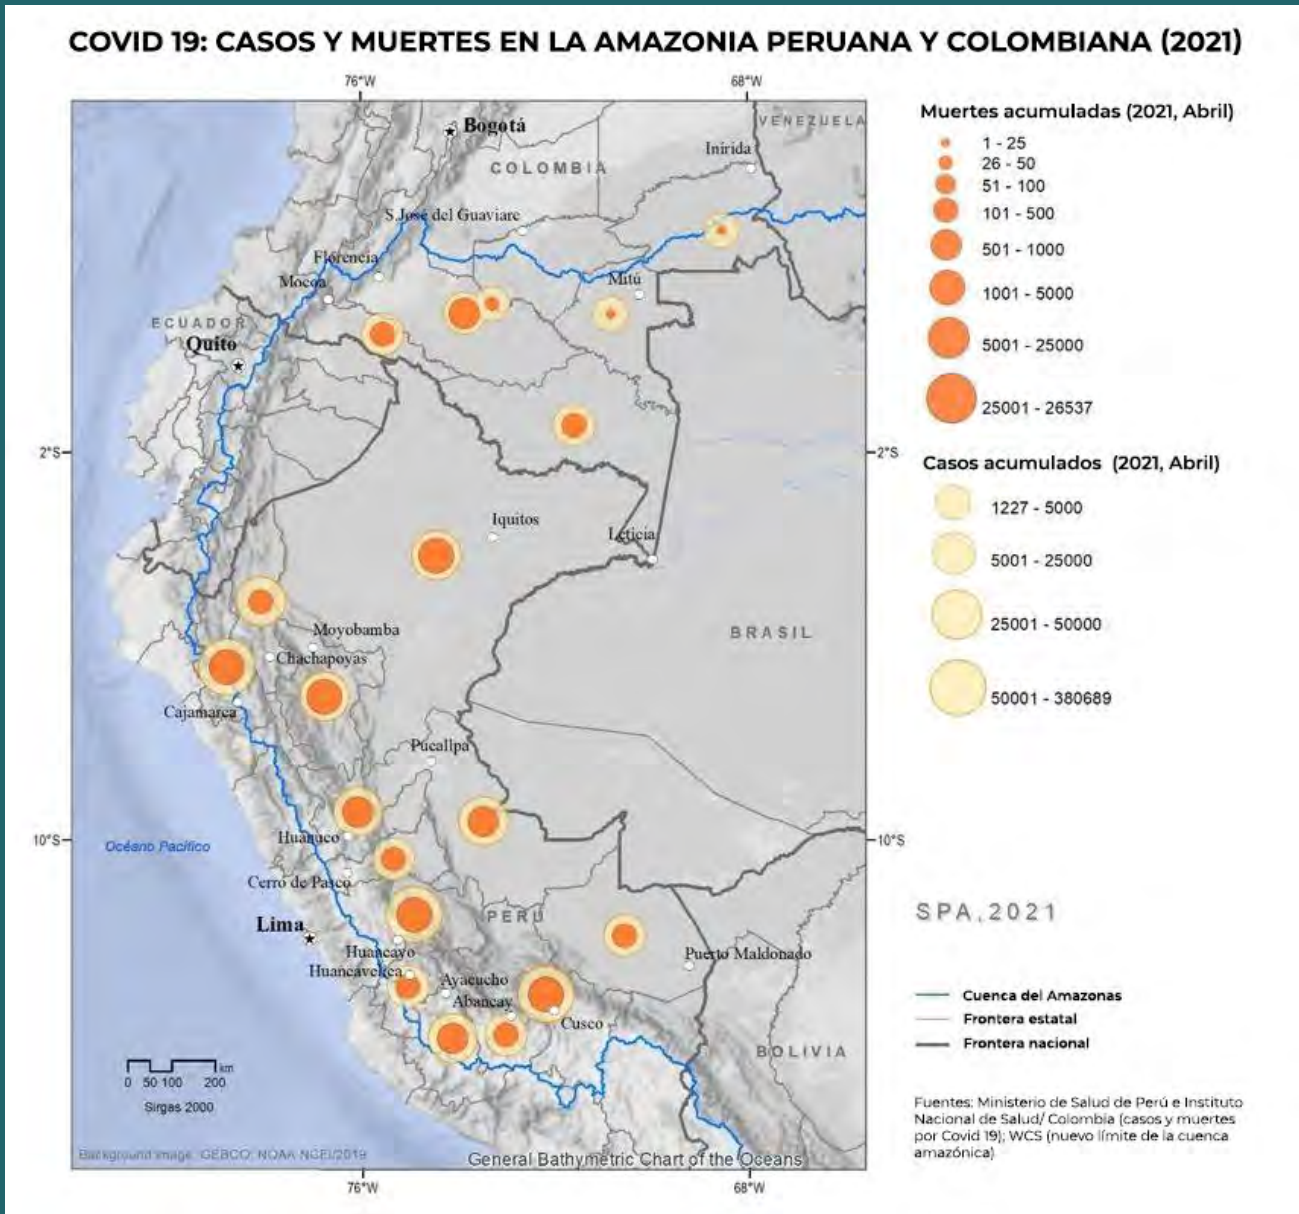 COVID 19: CASOS Y MUERTES EN LA AMAZONIA PERUANA Y COLOMBIANA (2021)
76°W
68°W
VENEZUELA
Bogotá
Inírida
COLOMBIA
S.José del Guaviare
Florencia
Mitú
Mocoa
ECUADOR
Quito
2°S
2°S
Iquitos
Leticia
BRASIL
Moyobamba
Chachapoyas
Cajamarca
Pucallpa
Huánuco
10°S
10°S
Océano Pacífico
Cerro de Pasco
PERÚ
Lima
Huancayo
Puerto Maldonado
Huancavelica
Ayacucho
Abancay
Cusco
BOLIVIA
km
0 50 100 200
Sirgas 2000
Background image: GEBCO; NOAA NCEI/2019
General Bathymetric Chart of the Oceans
76°W
68°W
Muertes acumuladas (2021, Abril)
1 - 25
26 - 50
51 - 100
101 - 500
501 - 1000
1001 - 5000
5001 - 25000
25001 - 26537
Casos acumulados (2021, Abril)
1227 - 5000
5001 - 25000
25001 - 50000
50001 - 380689
SPA,2021
Cuenca del Amazonas
Frontera estatal
Frontera nacional
Fuentes: Ministerio de Salud de Perú e Instituto
Nacional de Salud/ Colombia (casos y muertes
por Covid 19); WCS (nuevo límite de la cuenca
amazónica)